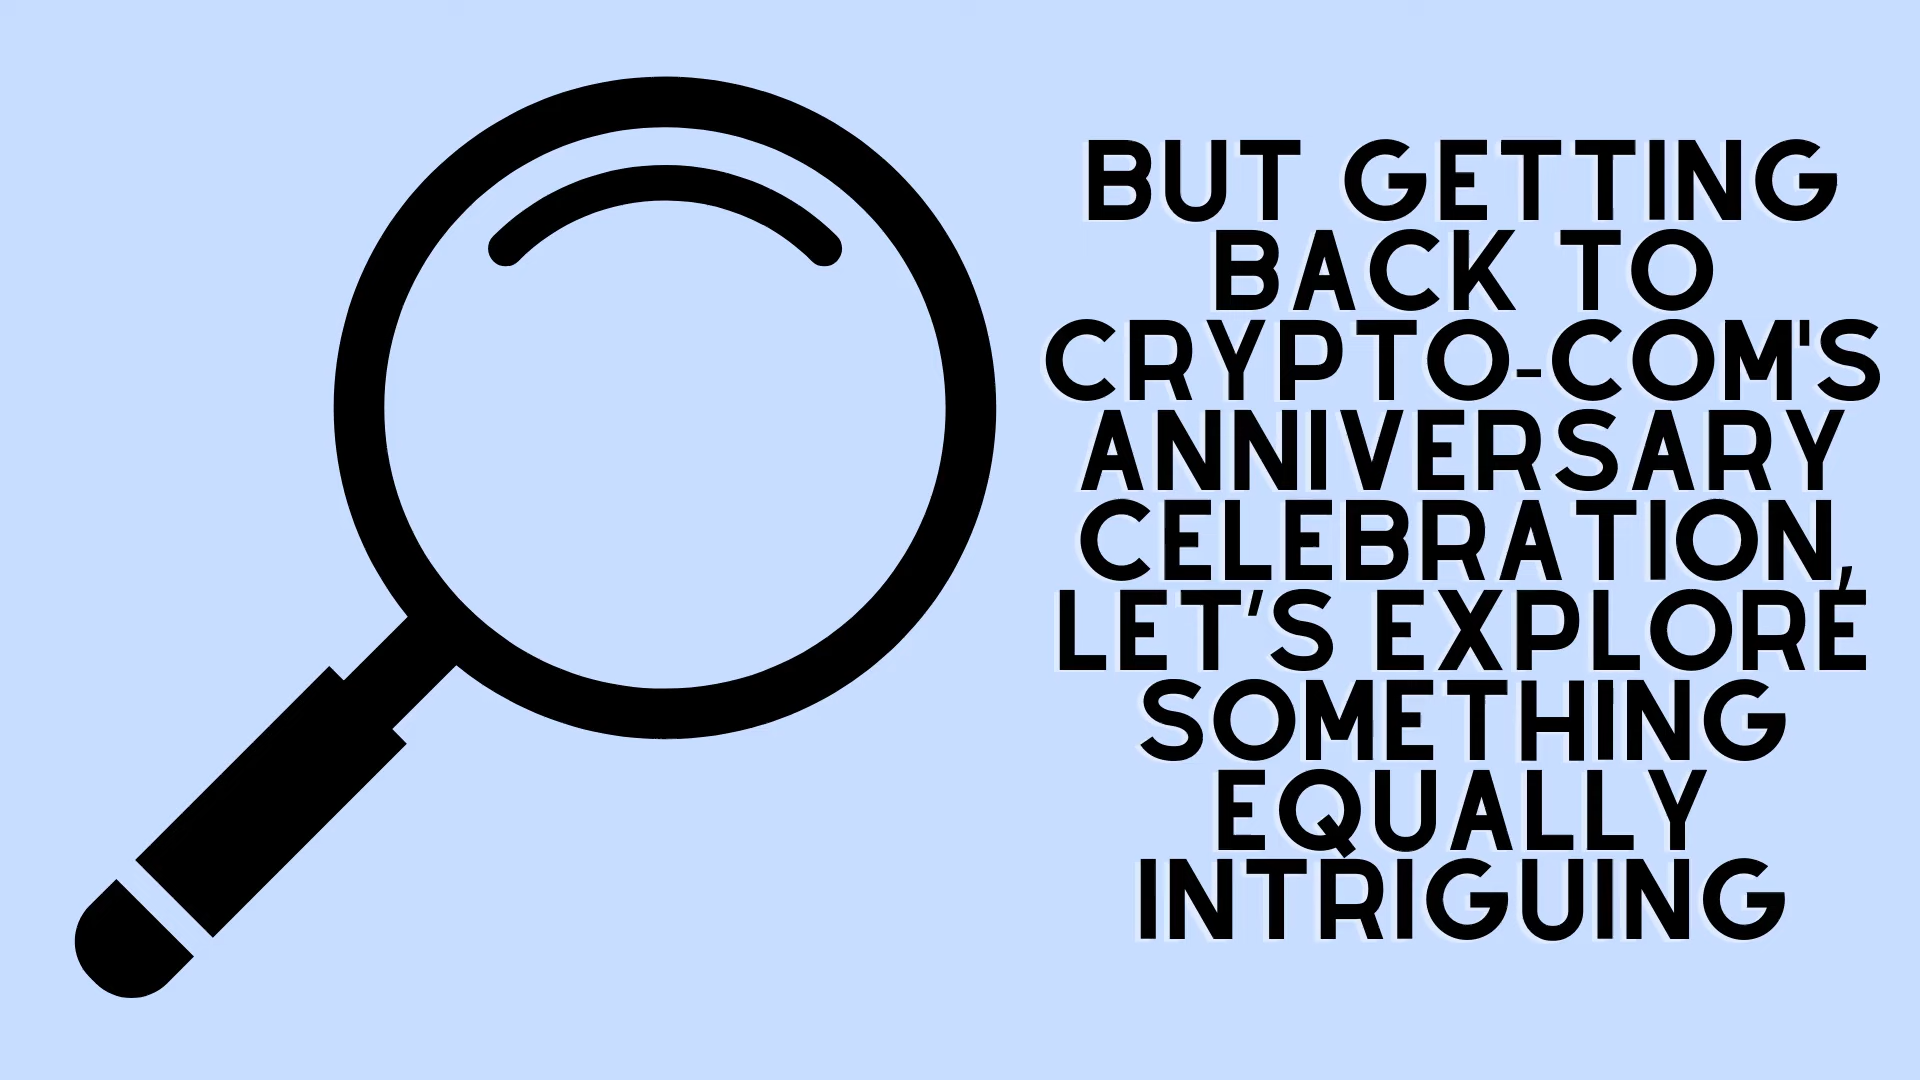 BUT GETTING
BACK TO
CRYPTO-COM'S
ANNIVERSARY
CELEBRATION,
LET’S EXPLORE
SOMETHING
EQUALLY
INTRIGUING